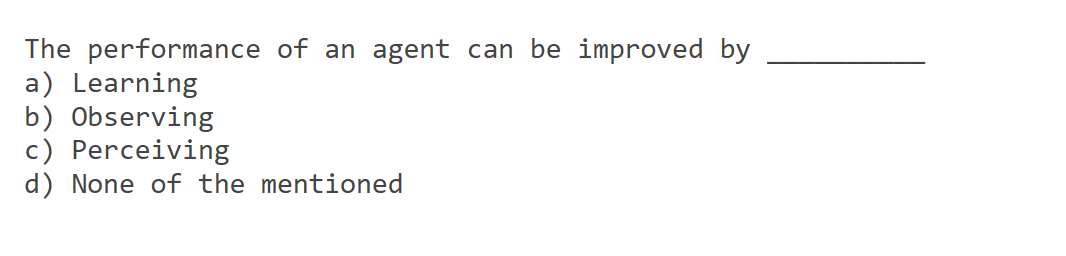 The performance of an agent can be improved by __________
a) Learning
b) Observing
c) Perceiving
d) None of the mentioned